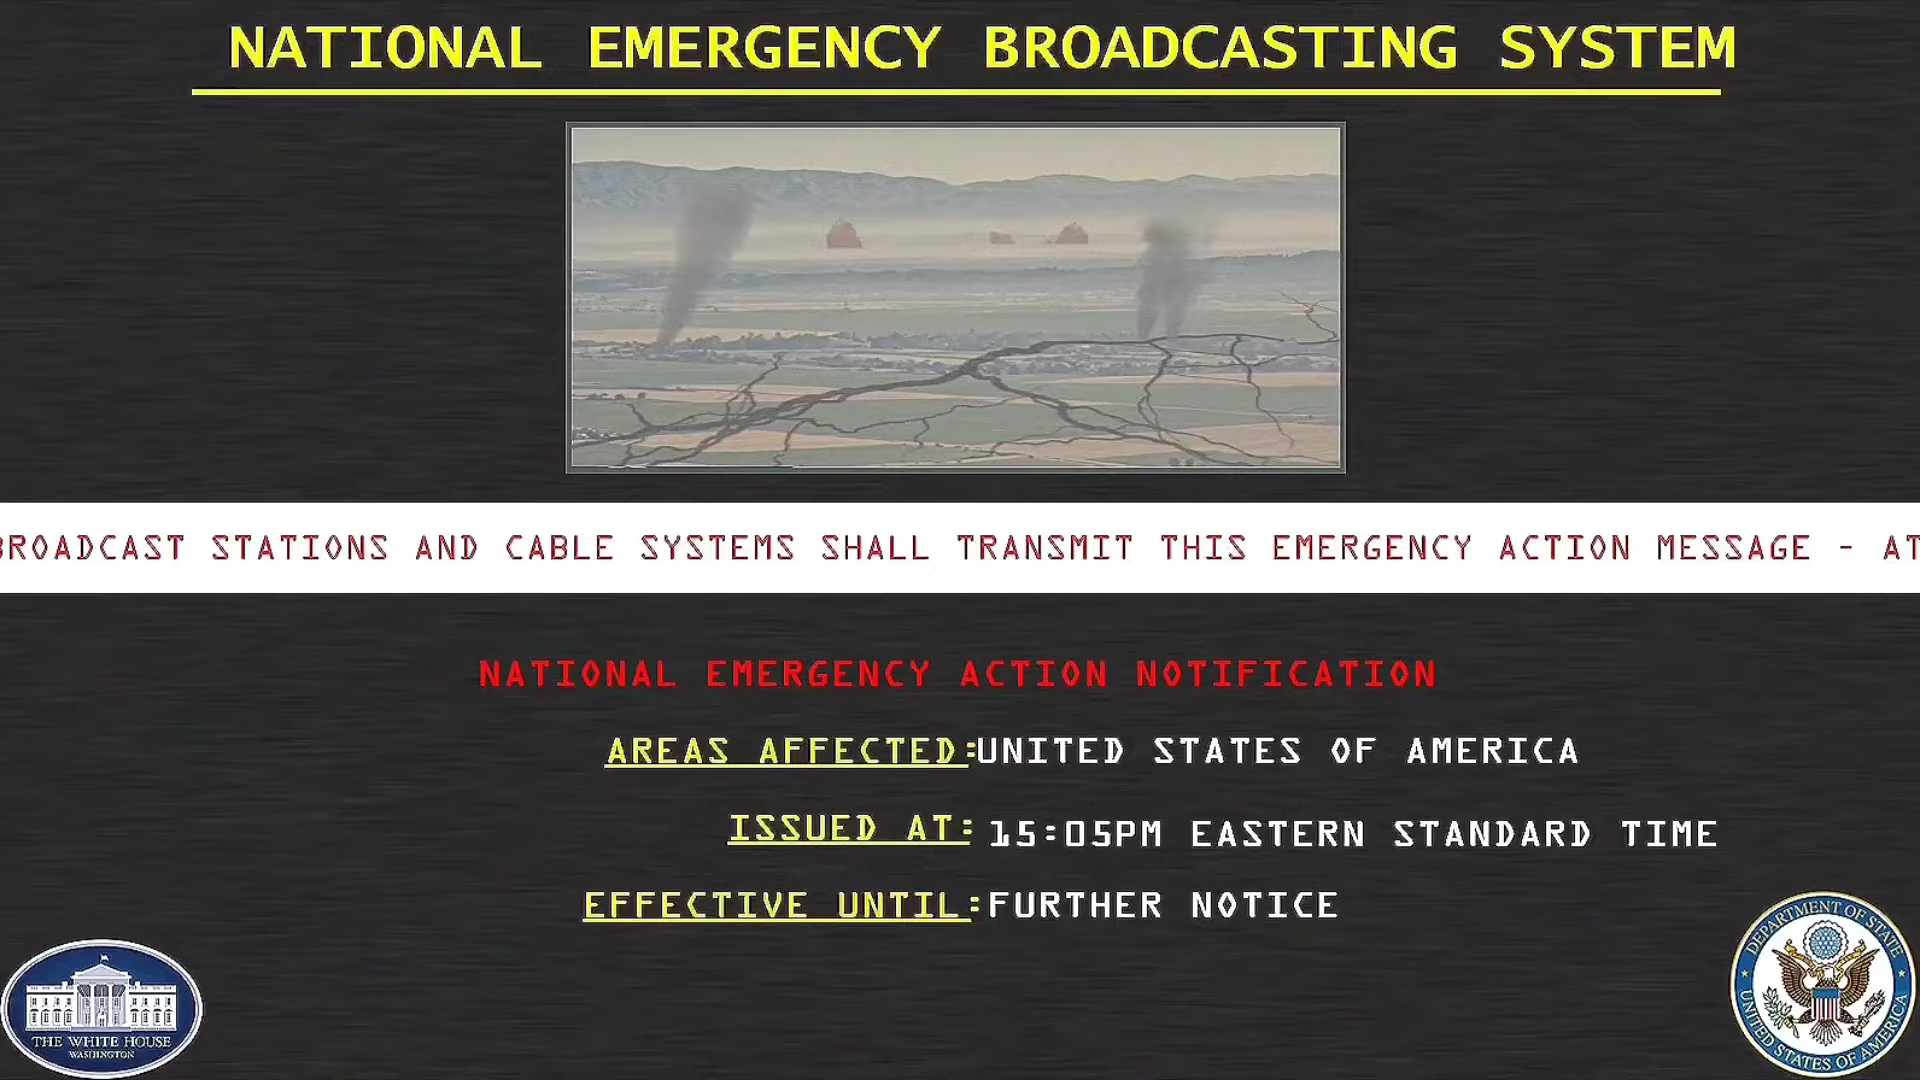 NATIONAL EMERGENCY BROADCASTING SYSTEM
BROADCAST STATIONS AND CABLE SYSTEMS SHALL TRANSMIT THIS EMERGENCY ACTION MESSAGE - AT
NATIONAL EMERGENCY ACTION NOTIFICATION
AREAS AFFECTED:UNITED STATES OF AMERICA
ISSUED AT: 15:05PM EASTERN STANDARD TIME
EFFECTIVE UNTIL:FURTHER NOTICE
THE WHITE HOUSE
WASHINGTON
DEPARTMENT OF STATE
UNITED STATES OF AMERICA